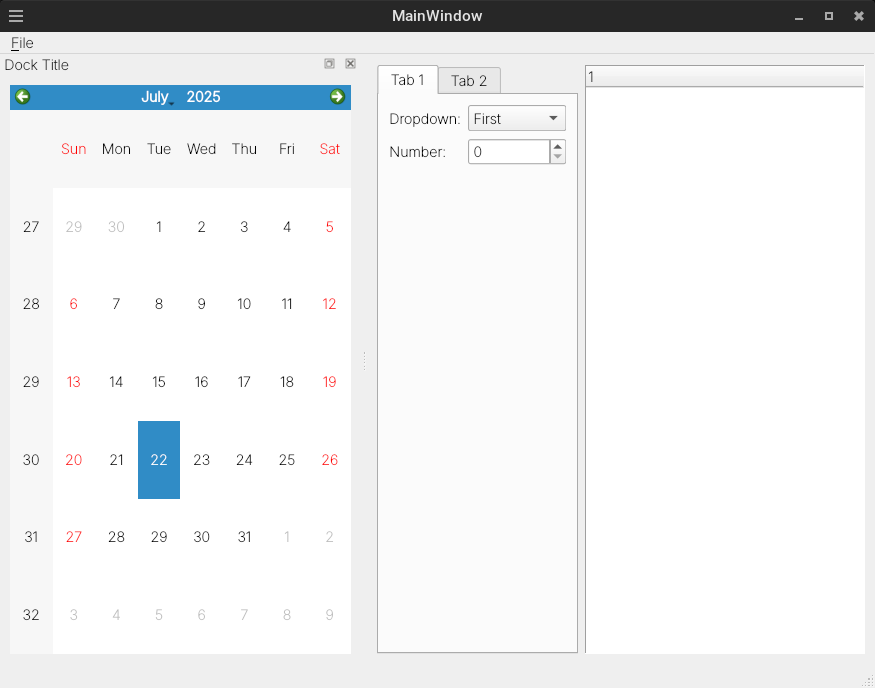 MainWindow
File
Dock Title
July 2025
Sun Mon Tue Wed Thu Fri Sat
27 29 30 1 2 3 4 5
28 6 7 8 9 10 11 12
29 13 14 15 16 17 18 19
30 20 21 22 23 24 25 26
31 27 28 29 30 31 1 2
32 3 4 5 6 7 8 9
Tab 1 Tab 2
Dropdown: First
Number: 0
1